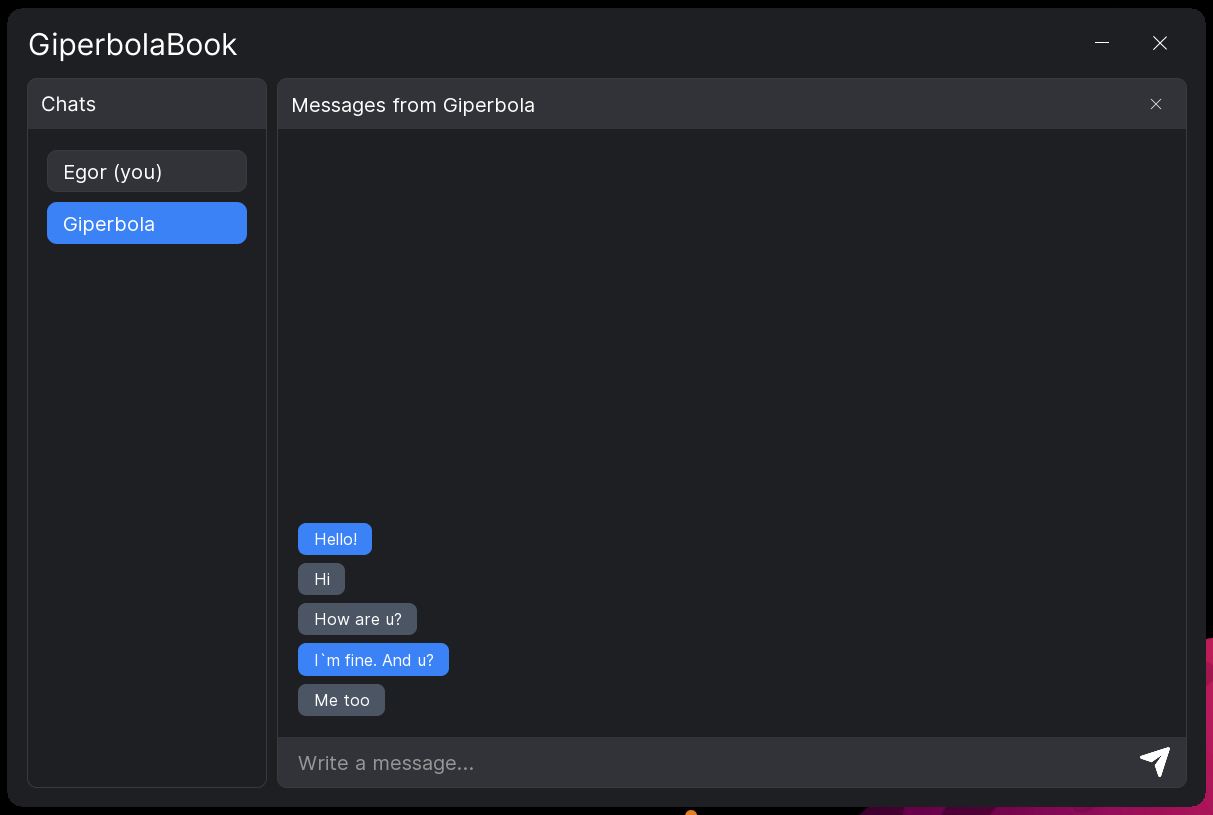 GiperbolaBook
Chats
Egor (you)
Giperbola
Messages from Giperbola
Hello!
Hi
How are u?
I`m fine. And u?
Me too
Write a message...